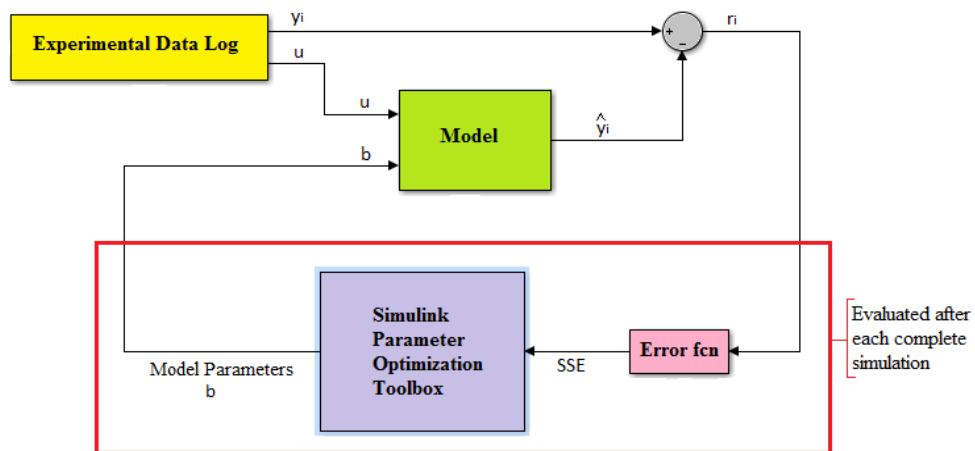 yi
ri
Experimental Data Log
+
−
u
u
Model
ŷi
b
Simulink
Parameter
Optimization
Toolbox
Error fcn
Evaluated after
each complete
simulation
SSE
Model Parameters
b